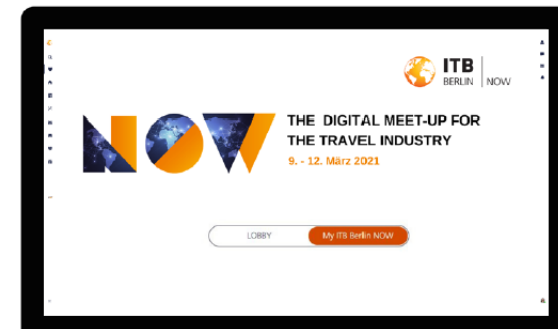 ITB
BERLIN NOW
NOW
THE DIGITAL MEET-UP FOR
THE TRAVEL INDUSTRY
9. - 12. März 2021
LOBBY My ITB Berlin NOW